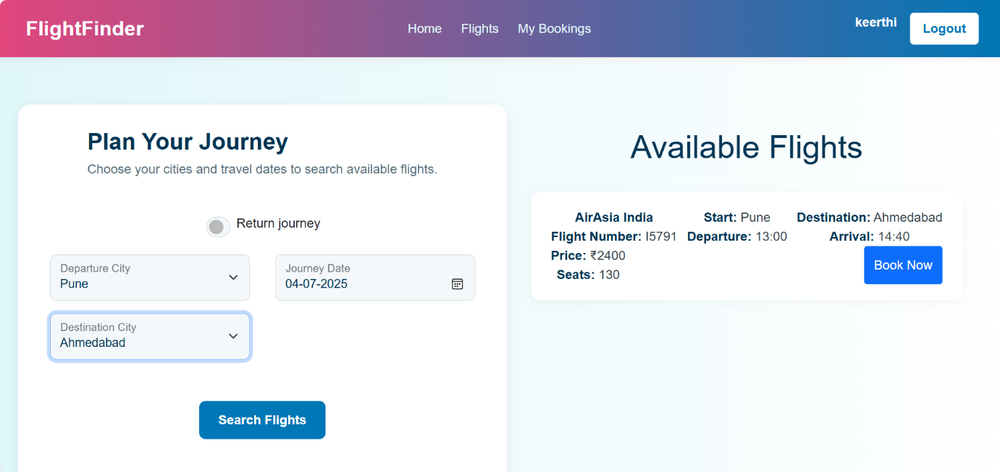 FlightFinder
Home Flights My Bookings
keerthi
Logout
Plan Your Journey
Choose your cities and travel dates to search available flights.
Return journey
Departure City
Pune
Journey Date
04-07-2025
Destination City
Ahmedabad
Search Flights
Available Flights
AirAsia India Start: Pune Destination: Ahmedabad
Flight Number: I5791 Departure: 13:00 Arrival: 14:40
Price: ₹2400
Seats: 130
Book Now